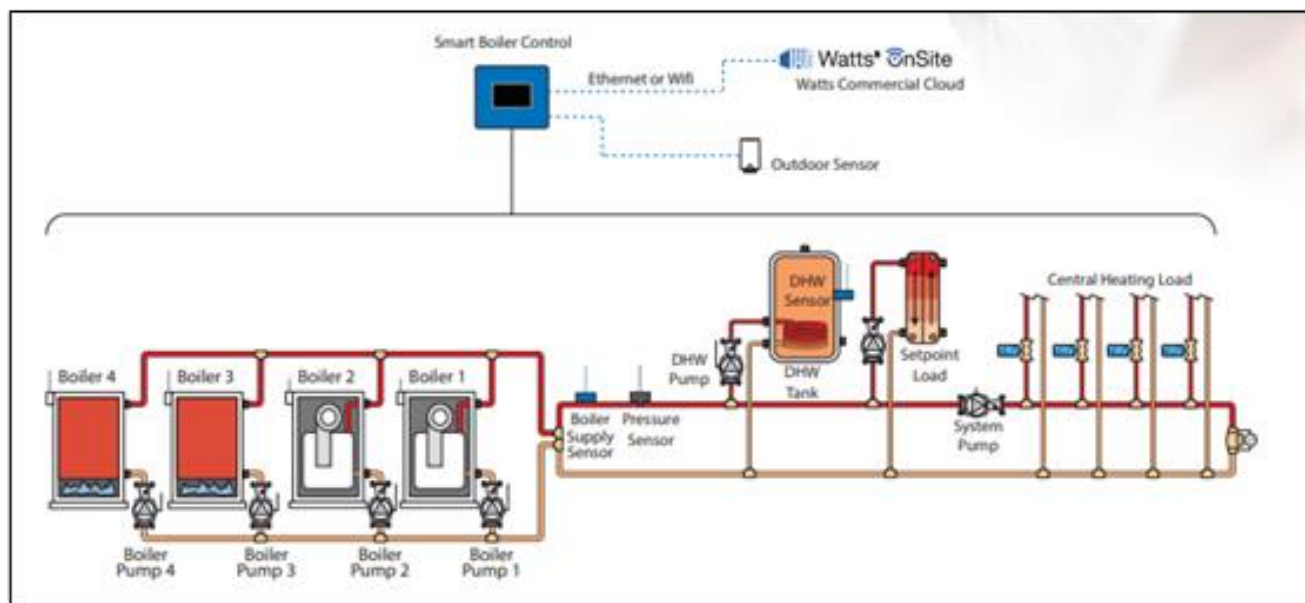 Smart Boiler Control
Ethernet or Wifi
Watts® OnSite
Watts Commercial Cloud
Outdoor Sensor
Boiler 4
Boiler 3
Boiler 2
Boiler 1
Boiler
Supply
Sensor
Pressure
Sensor
DHW
Pump
DHW
Sensor
DHW
Tank
Setpoint
Load
System
Pump
Central Heating Load
Boiler
Pump 4
Boiler
Pump 3
Boiler
Pump 2
Boiler
Pump 1